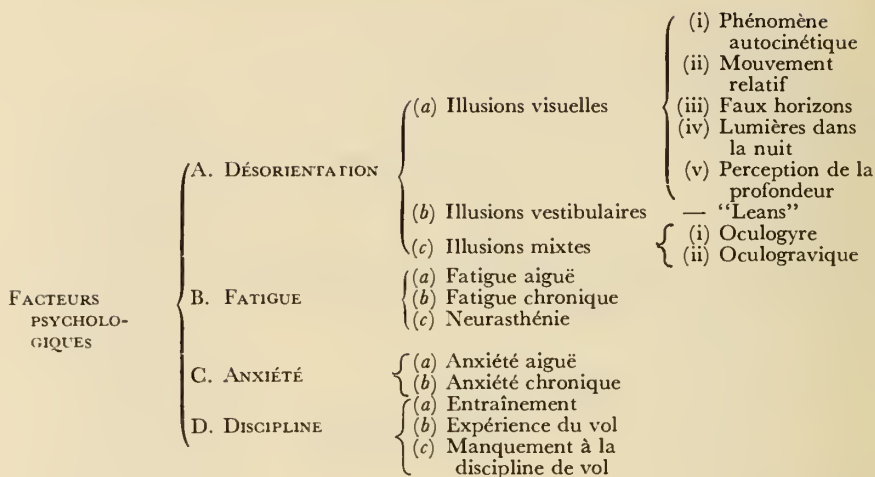 FACTEURS
PSYCHOLO-
GIQUES
A. DÉSORIENTATION
(a) Illusions visuelles
(i) Phénomène
autocinétique
(ii) Mouvement
relatif
(iii) Faux horizons
(iv) Lumières dans
la nuit
(v) Perception de la
profondeur
(b) Illusions vestibulaires — “Leans”
(c) Illusions mixtes
(i) Oculogyre
(ii) Oculogravique
B. FATIGUE
(a) Fatigue aiguë
(b) Fatigue chronique
(c) Neurasthénie
C. ANXIÉTÉ
(a) Anxiété aiguë
(b) Anxiété chronique
D. DISCIPLINE
(a) Entraînement
(b) Expérience du vol
(c) Manquement à la
discipline de vol